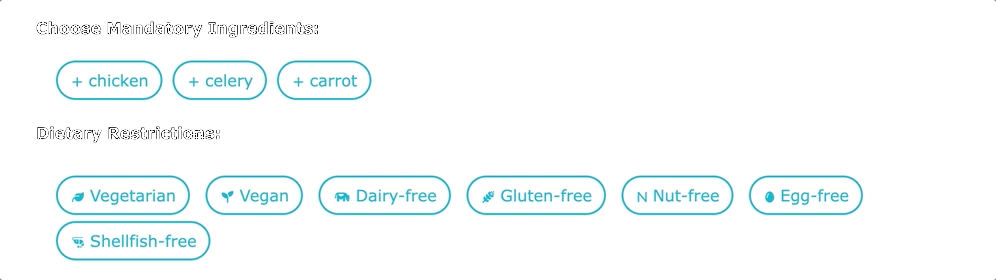 Choose Mandatory Ingredients:
+ chicken + celery + carrot
Dietary Restrictions:
Vegetarian Vegan Dairy-free Gluten-free N Nut-free Egg-free
Shellfish-free